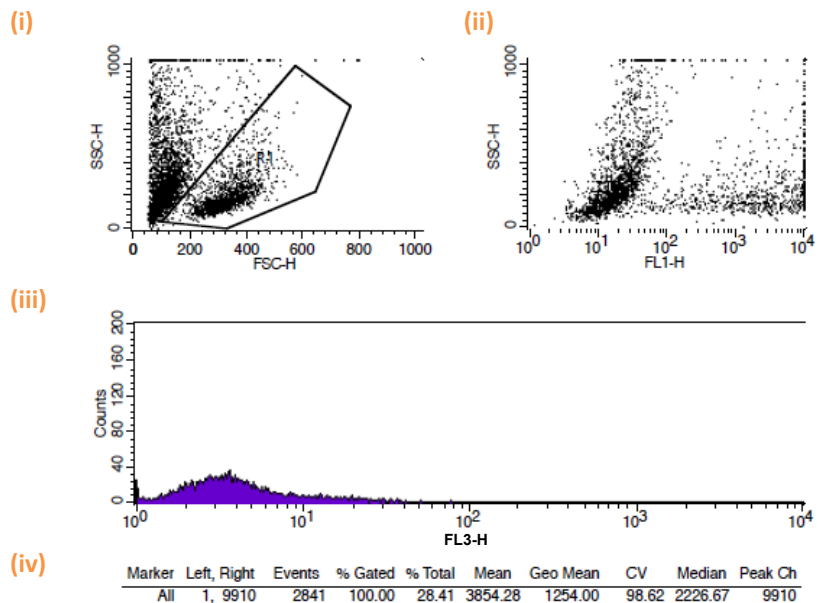 (i)
1000
SSC-H
0
R1
0 200 400 600 800 1000
FSC-H
(ii)
1000
SSC-H
0
10^0 10^1 10^2 10^3 10^4
FL1-H
(iii)
200
160
120
80
40
0
Counts
10^0 10^1 10^2 10^3 10^4
FL3-H
(iv)
Marker Left, Right Events % Gated % Total Mean Geo Mean CV Median Peak Ch
All 1, 9910 2841 100.00 28.41 3854.28 1254.00 98.62 2226.67 9910